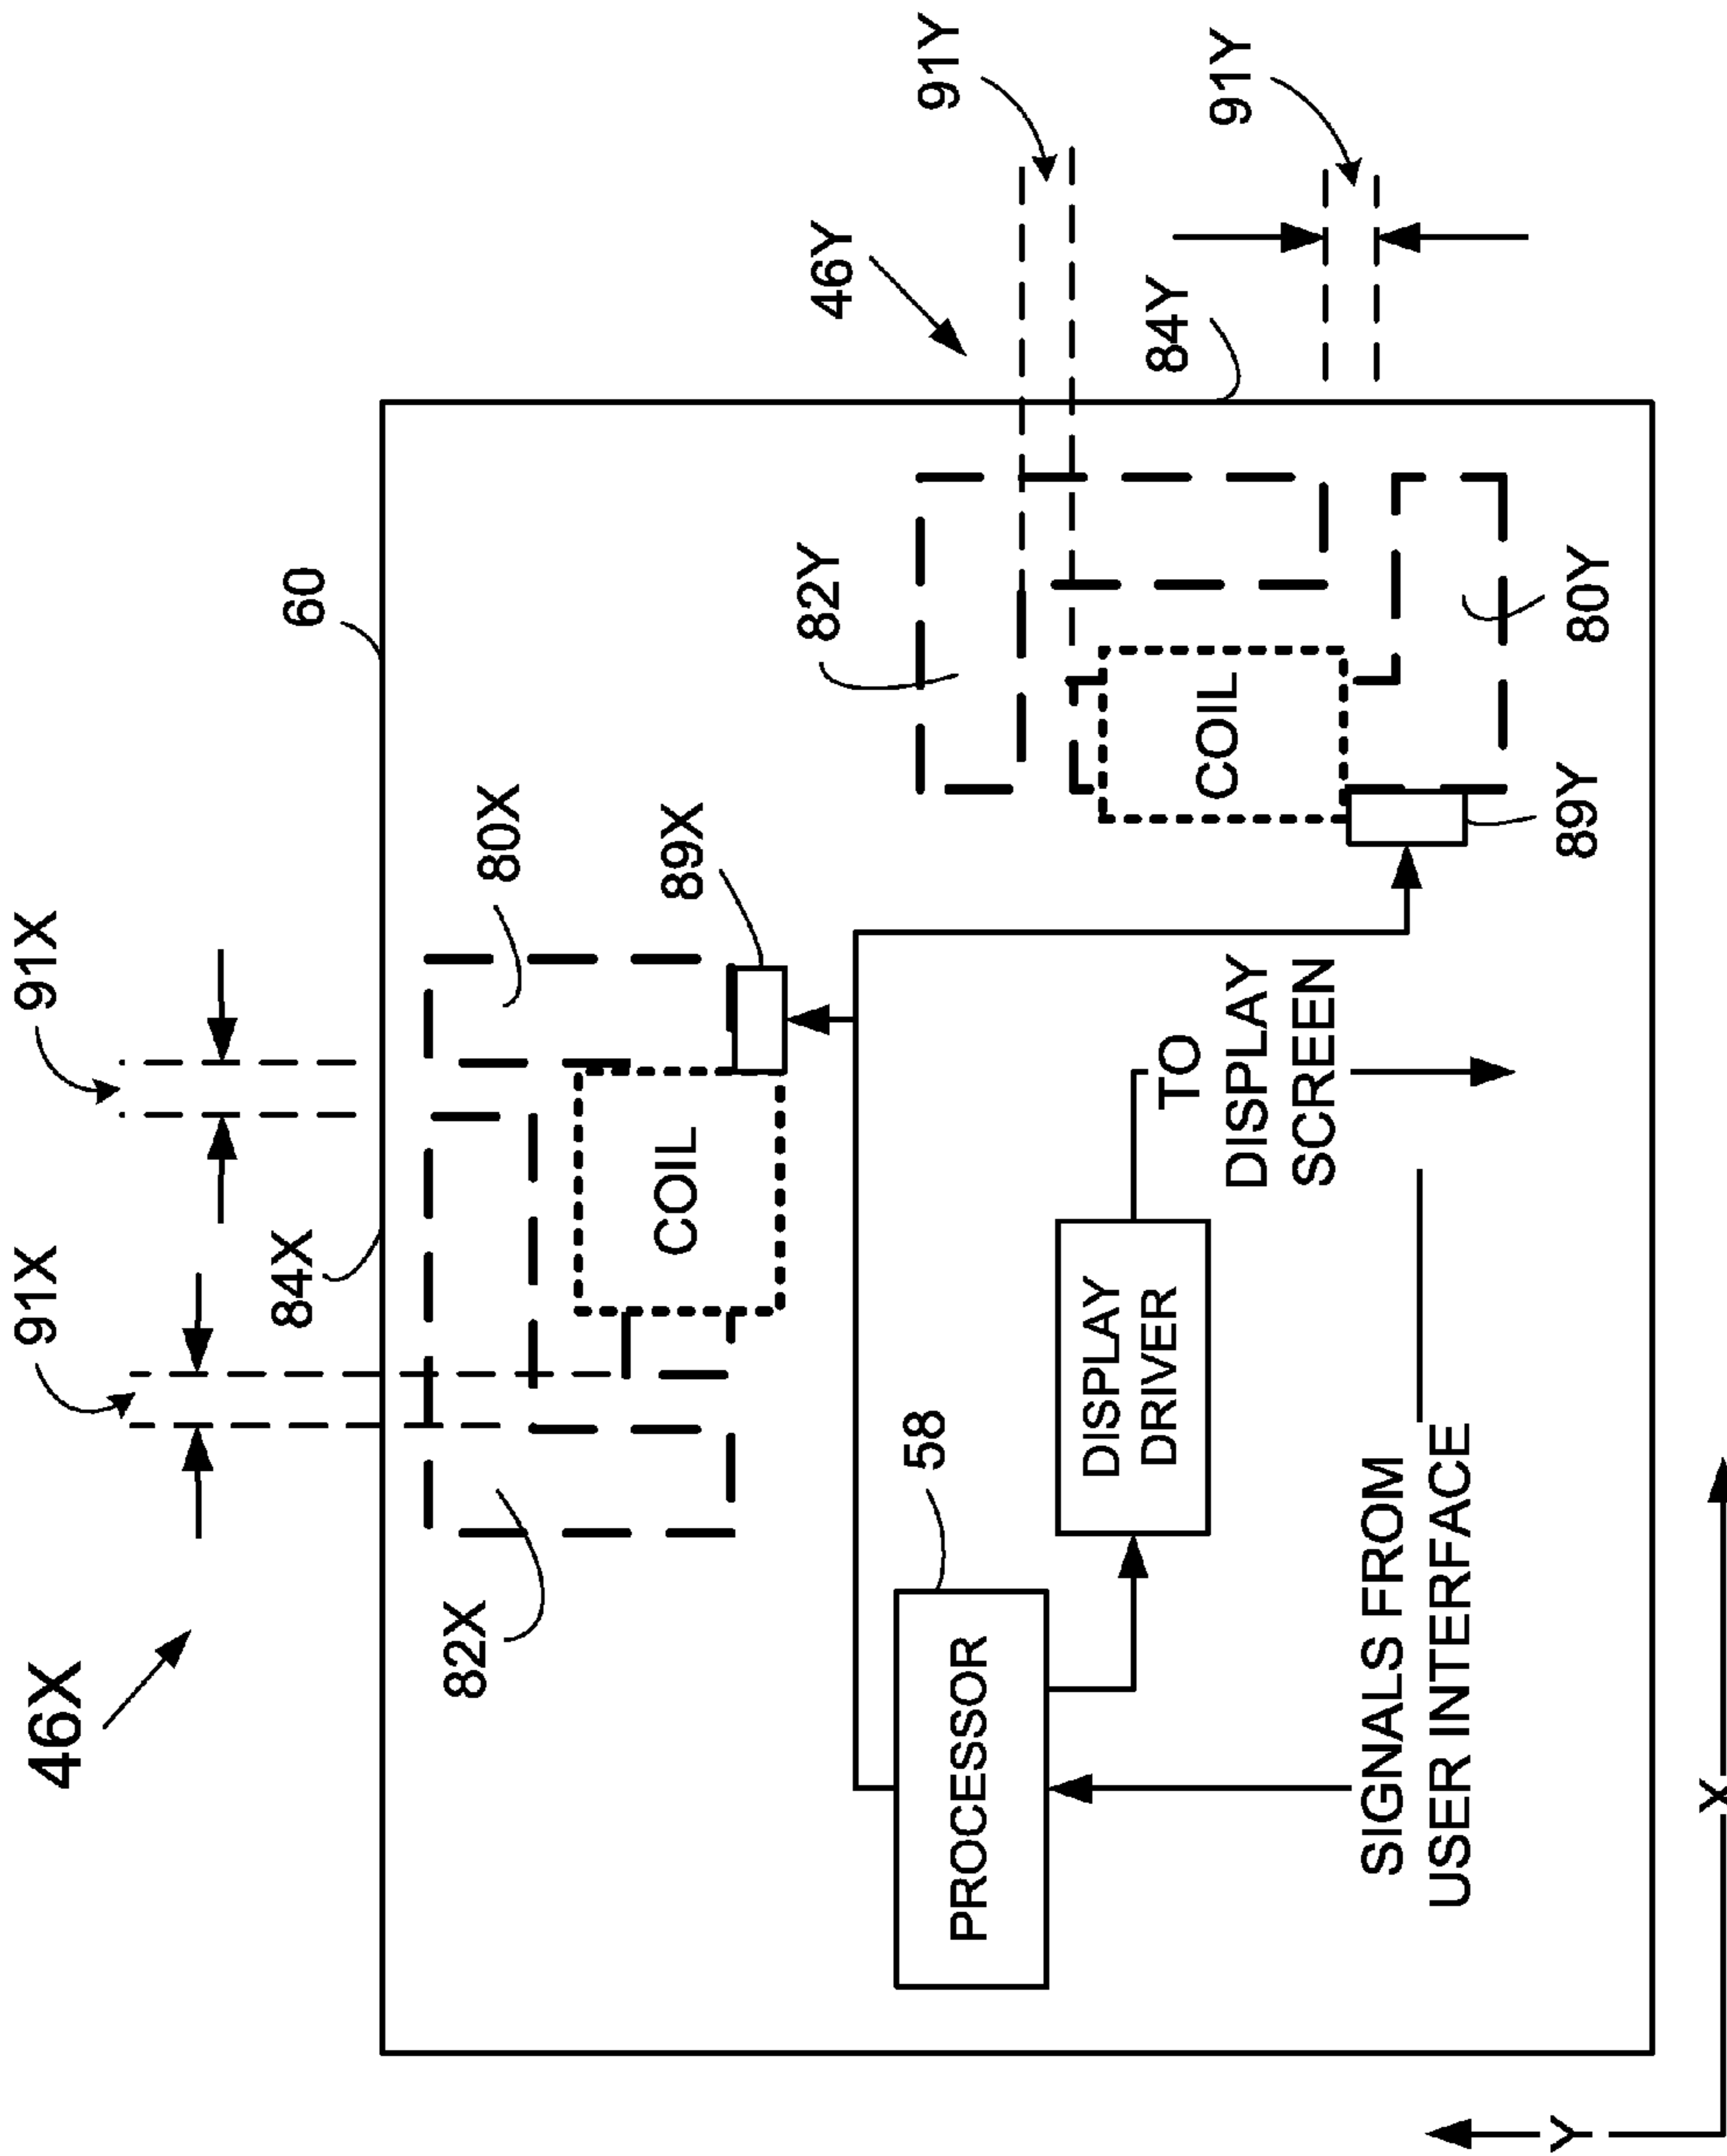 46X
91X
91X
84X
60
82X
80X
89X
COIL
82Y
46Y
91Y
84Y
91Y
COIL
80Y
89Y
58
PROCESSOR
DISPLAY
DRIVER
TO
DISPLAY
SCREEN
SIGNALS FROM
USER INTERFACE
Y
X